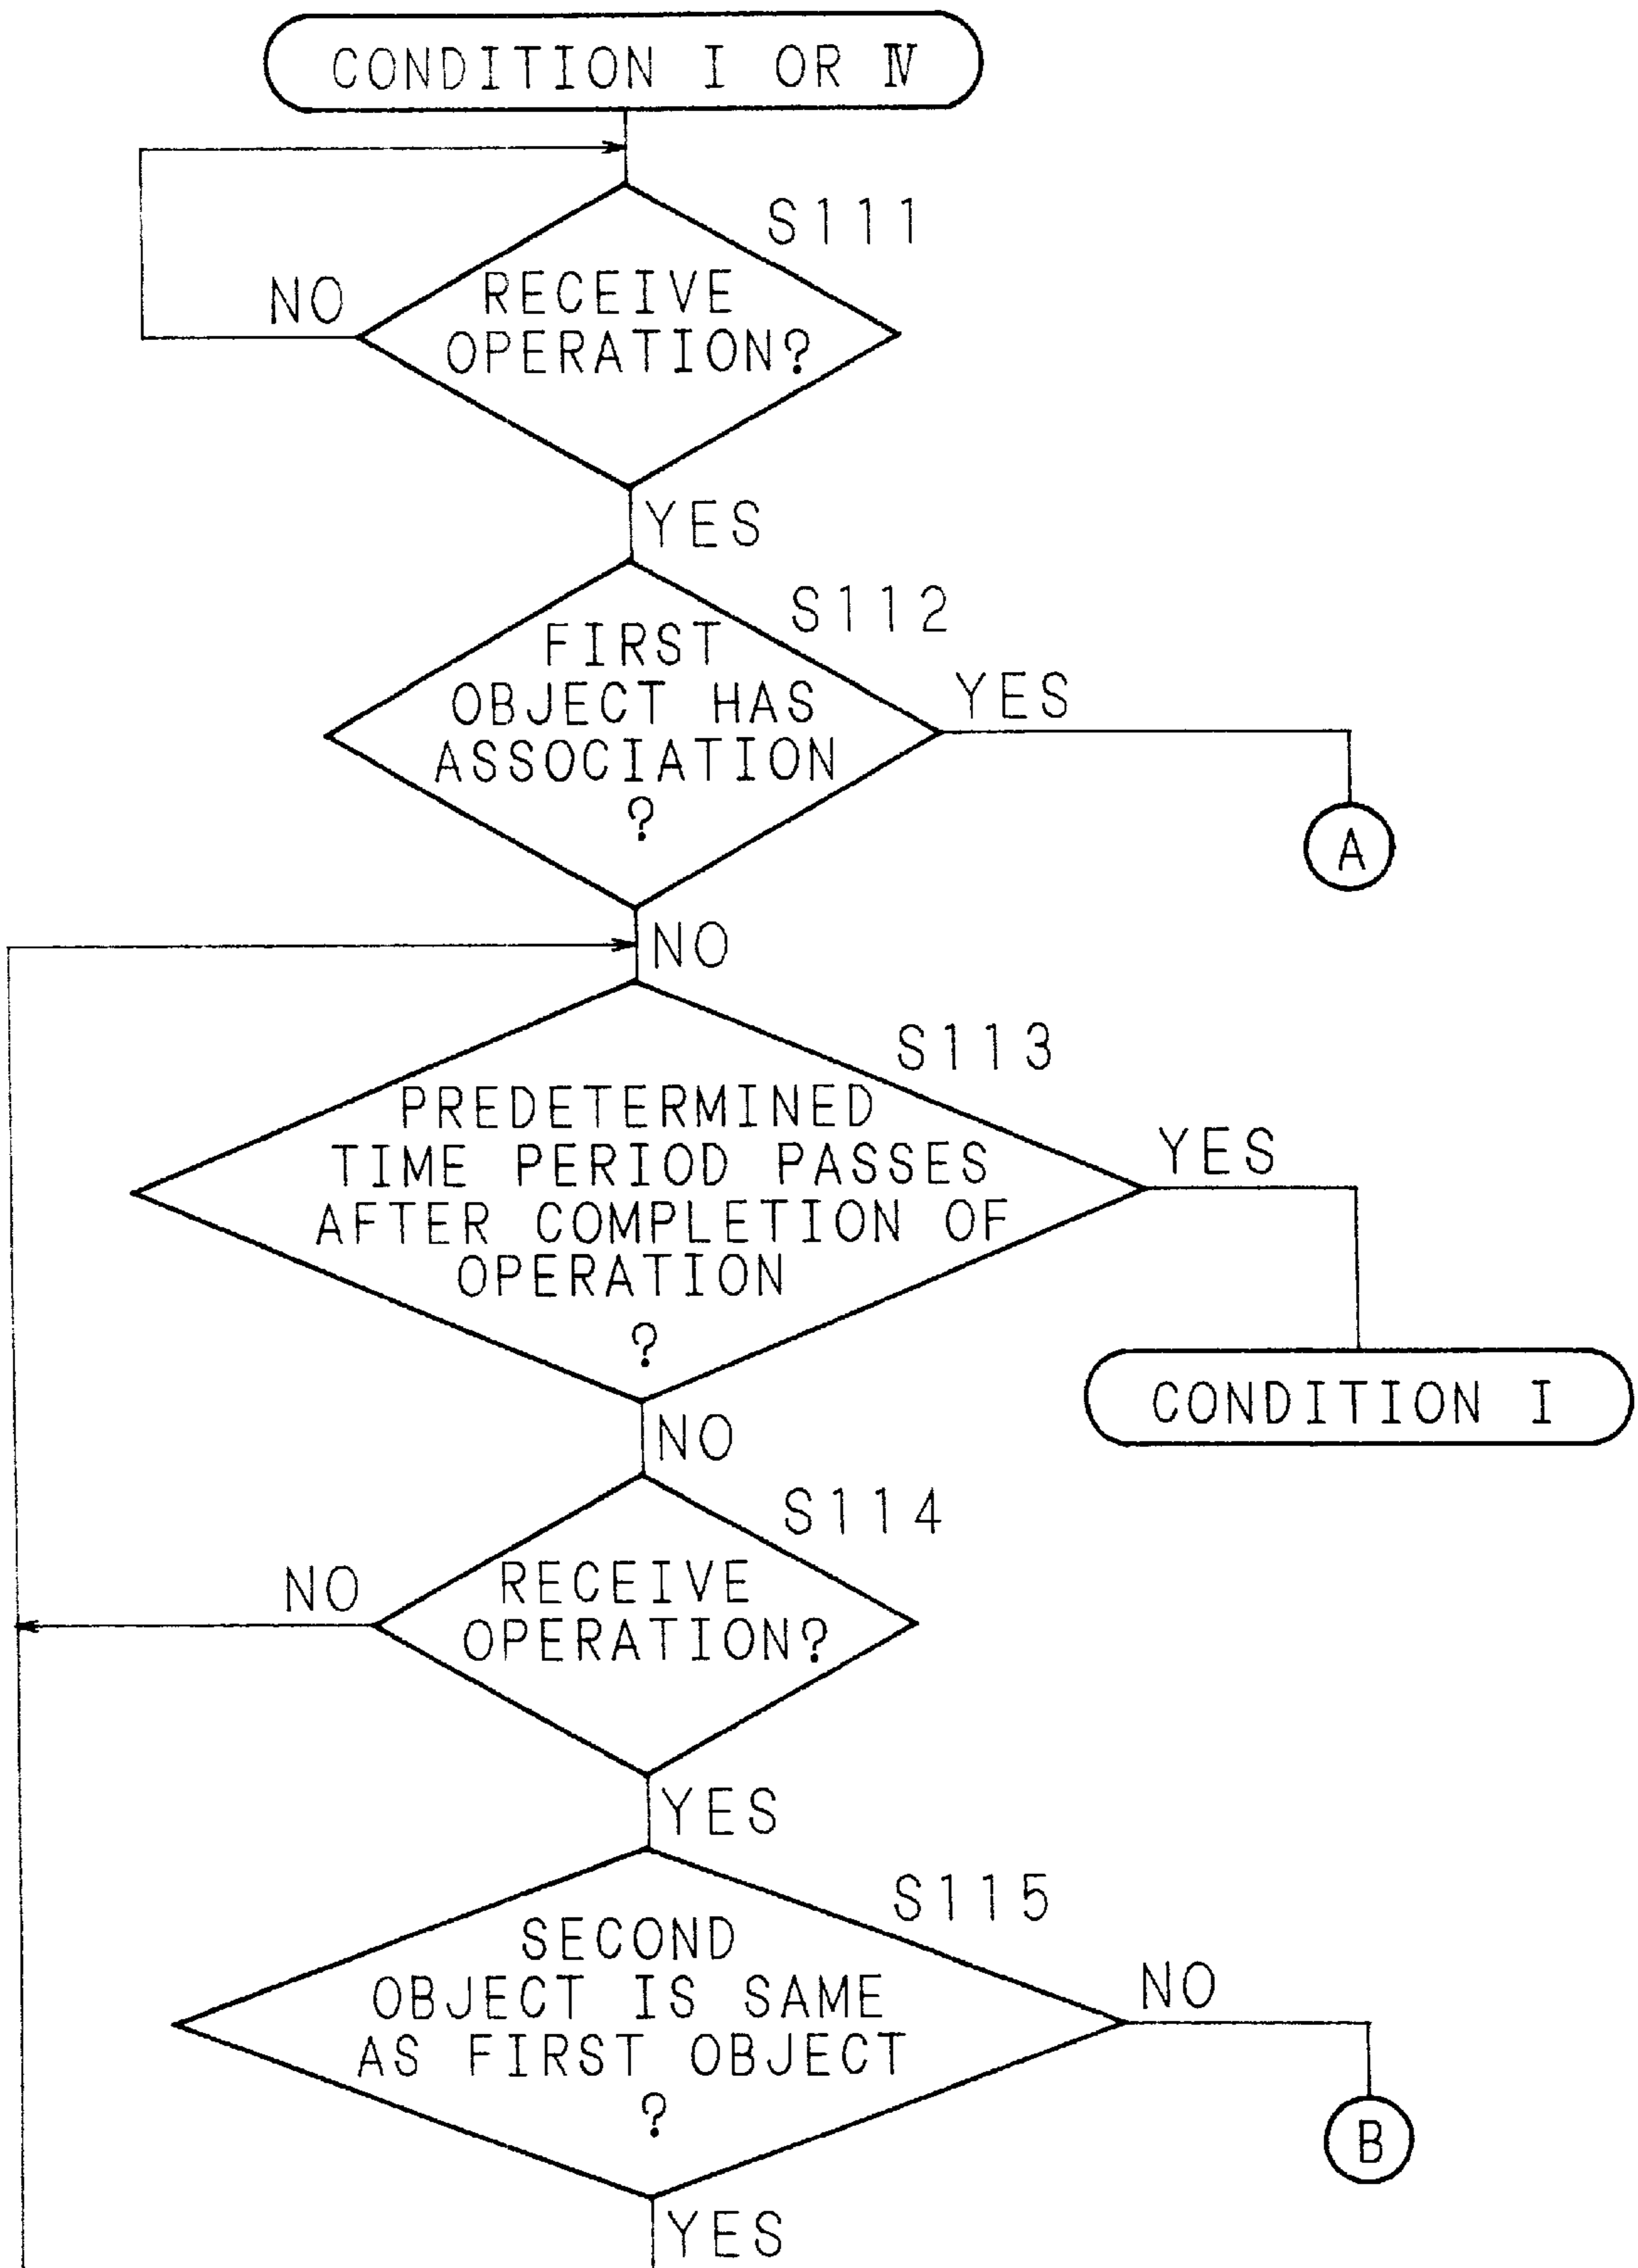 CONDITION I OR Ⅳ
S111
NO
RECEIVE
OPERATION?
YES
S112
FIRST
OBJECT HAS
ASSOCIATION
?
YES
A
NO
S113
PREDETERMINED
TIME PERIOD PASSES
AFTER COMPLETION OF
OPERATION
?
YES
CONDITION I
NO
S114
NO
RECEIVE
OPERATION?
YES
S115
SECOND
OBJECT IS SAME
AS FIRST OBJECT
?
NO
B
YES